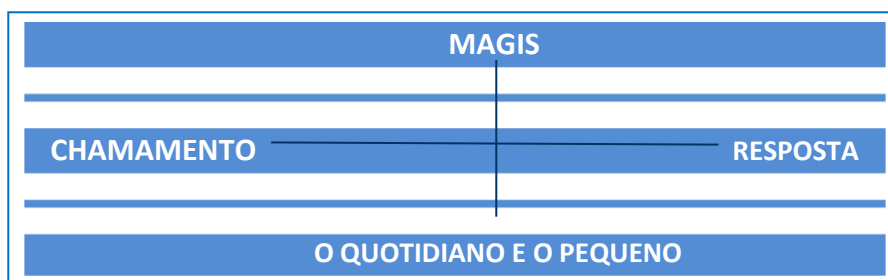 MAGIS
CHAMAMENTO RESPOSTA
O QUOTIDIANO E O PEQUENO